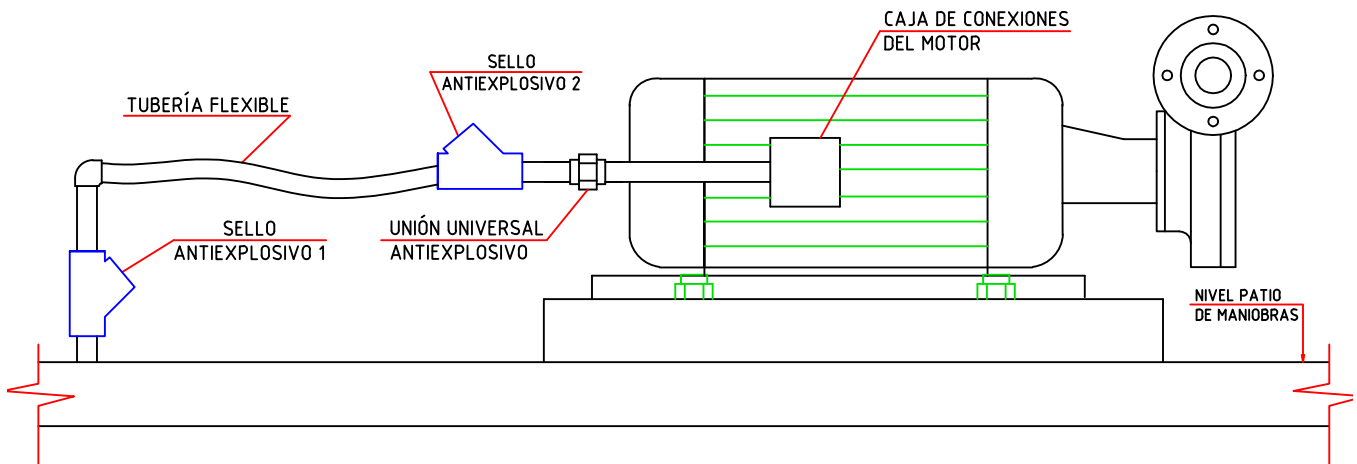 CAJA DE CONEXIONES
DEL MOTOR
SELLO
ANTIEXPLOSIVO 2
TUBERÍA FLEXIBLE
SELLO
ANTIEXPLOSIVO 1
UNIÓN UNIVERSAL
ANTIEXPLOSIVO
NIVEL PATIO
DE MANIOBRAS